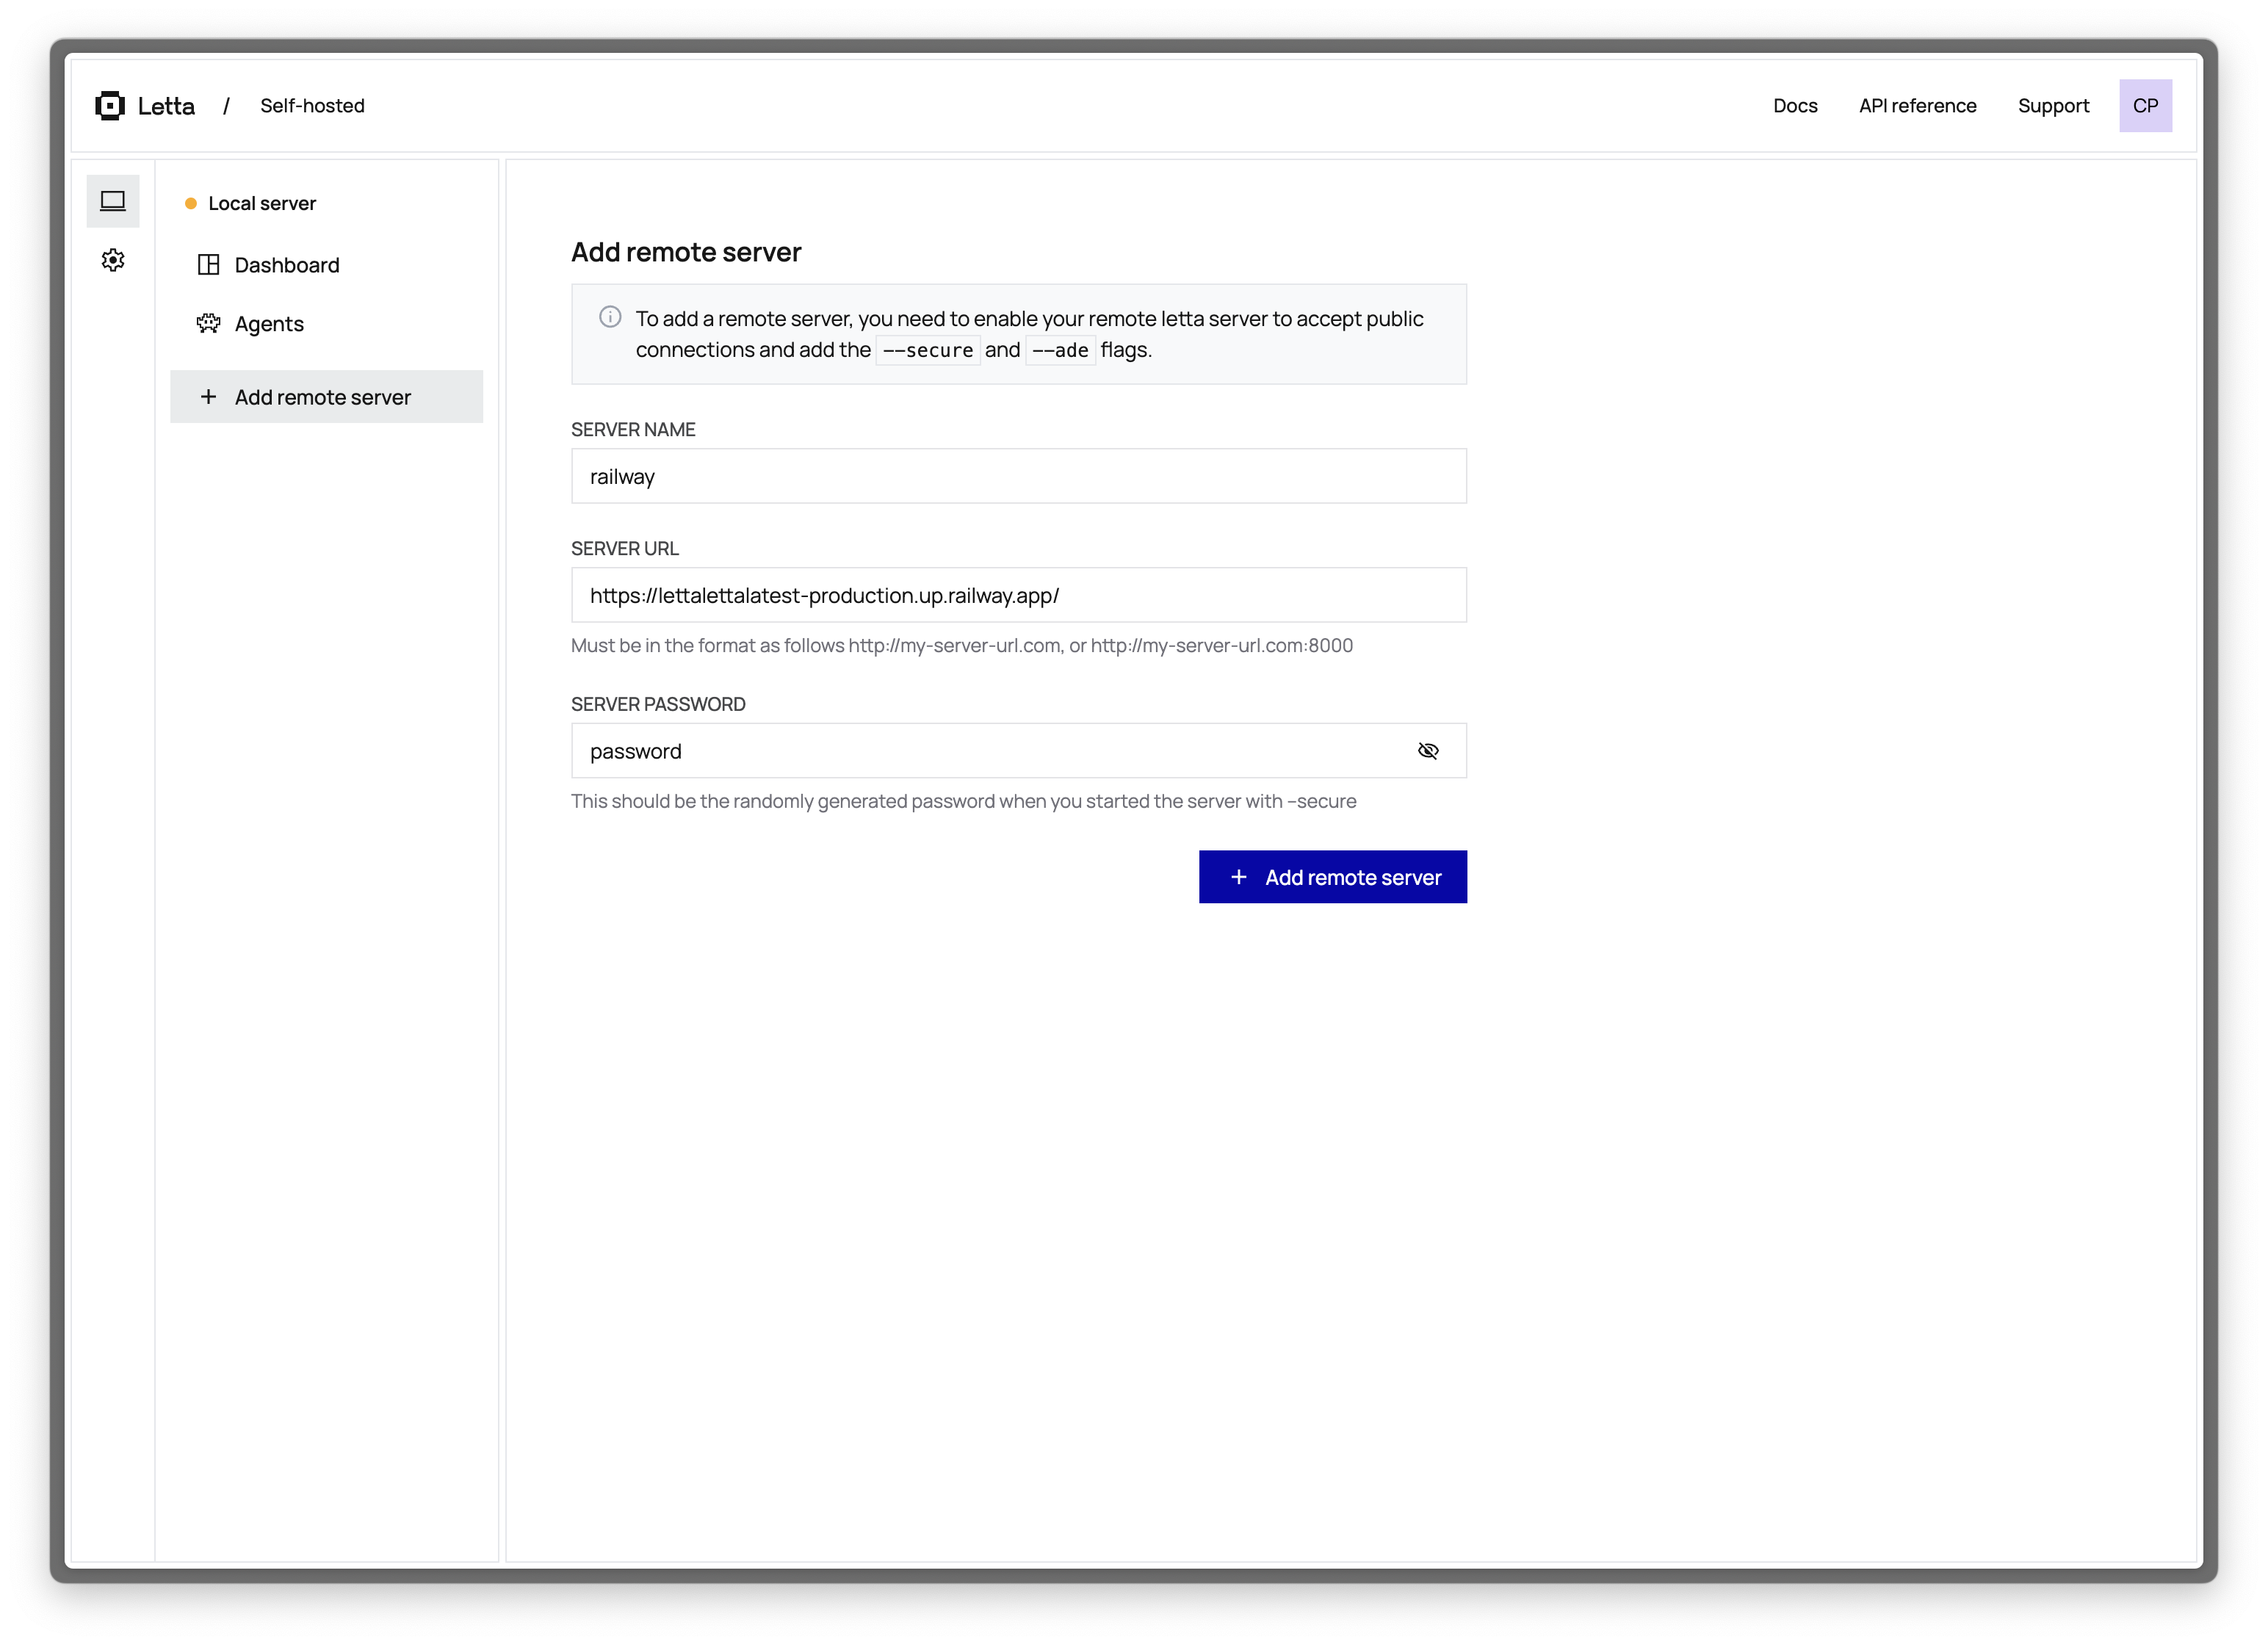 Letta / Self-hosted
Docs API reference Support CP
Local server
Dashboard
Agents
+ Add remote server
Add remote server
To add a remote server, you need to enable your remote letta server to accept public
connections and add the --secure and --ade flags.
SERVER NAME
railway
SERVER URL
https://lettalettalatest-production.up.railway.app/
Must be in the format as follows http://my-server-url.com, or http://my-server-url.com:8000
SERVER PASSWORD
password
This should be the randomly generated password when you started the server with –secure
+ Add remote server